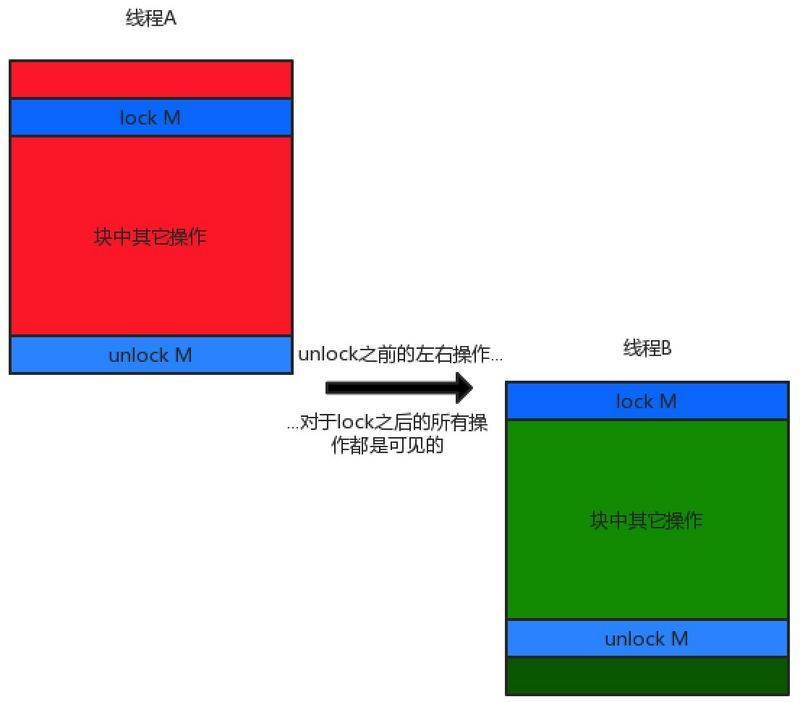 线程A
lock M
块中其它操作
unlock M
unlock之前的左右操作...
...对于lock之后的所有操
作都是可见的
线程B
lock M
块中其它操作
unlock M